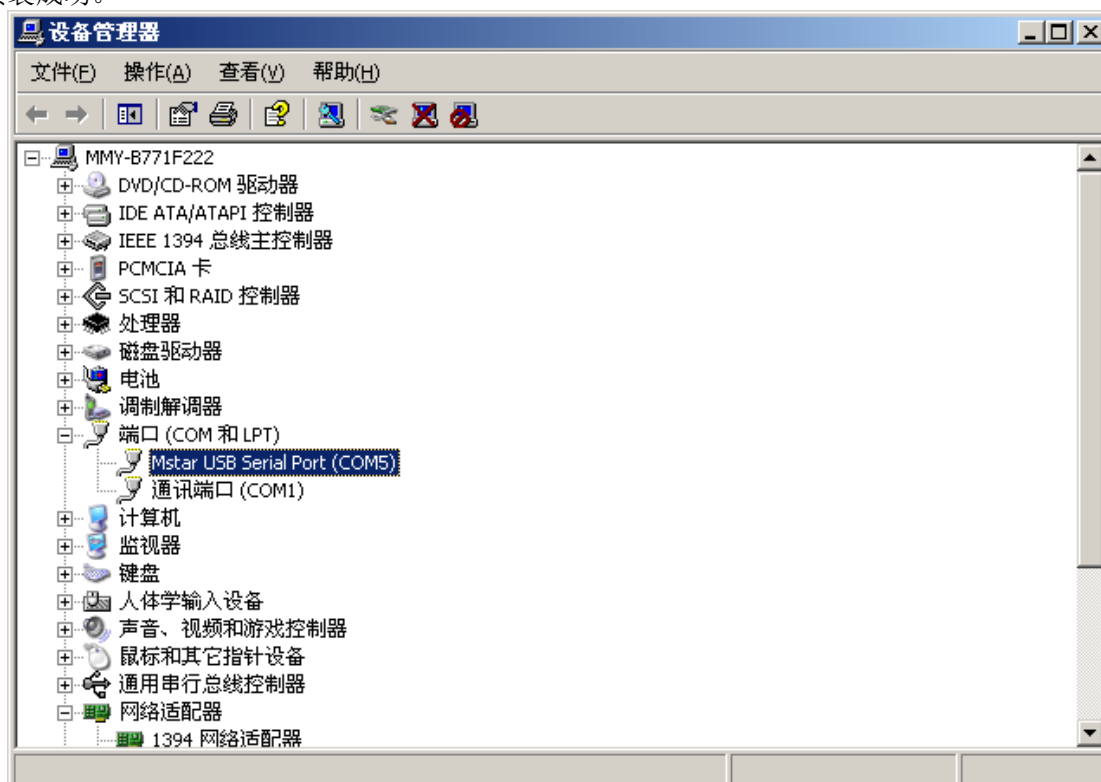 设备管理器
文件(F) 操作(A) 查看(V) 帮助(H)
MMY-B771F222
DVD/CD-ROM 驱动器
IDE ATA/ATAPI 控制器
IEEE 1394 总线主控制器
PCMCIA 卡
SCSI 和 RAID 控制器
处理器
磁盘驱动器
电池
调制解调器
端口 (COM 和 LPT)
Mstar USB Serial Port (COM5)
通讯端口 (COM1)
计算机
监视器
键盘
人体学输入设备
声音、视频和游戏控制器
鼠标和其它指针设备
通用串行总线控制器
网络适配器
1394 网络适配器